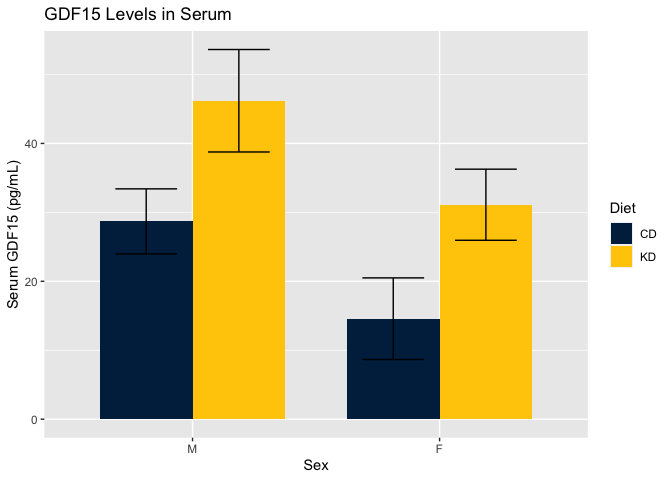 GDF15 Levels in Serum
Serum GDF15 (pg/mL)
40
20
0
M
F
Sex
Diet
CD
KD